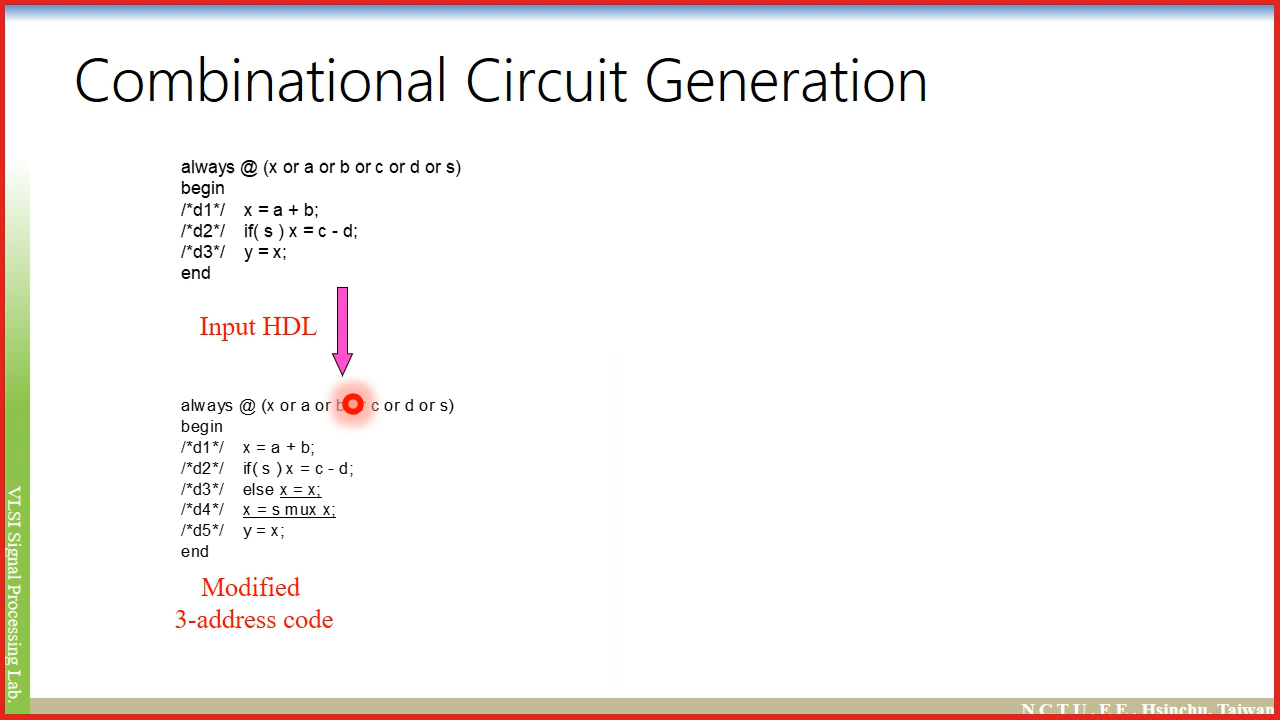 Combinational Circuit Generation
always @ (x or a or b or c or d or s)
begin
/*d1*/ x = a + b;
/*d2*/ if( s ) x = c - d;
/*d3*/ y = x;
end
Input HDL
always @ (x or a or b or c or d or s)
begin
/*d1*/ x = a + b;
/*d2*/ if( s ) x = c - d;
/*d3*/ else x = x;
/*d4*/ x = s mux x;
/*d5*/ y = x;
end
Modified
3-address code
VLSI Signal Processing Lab.
N C T U . E E , Hsinchu, Taiwan